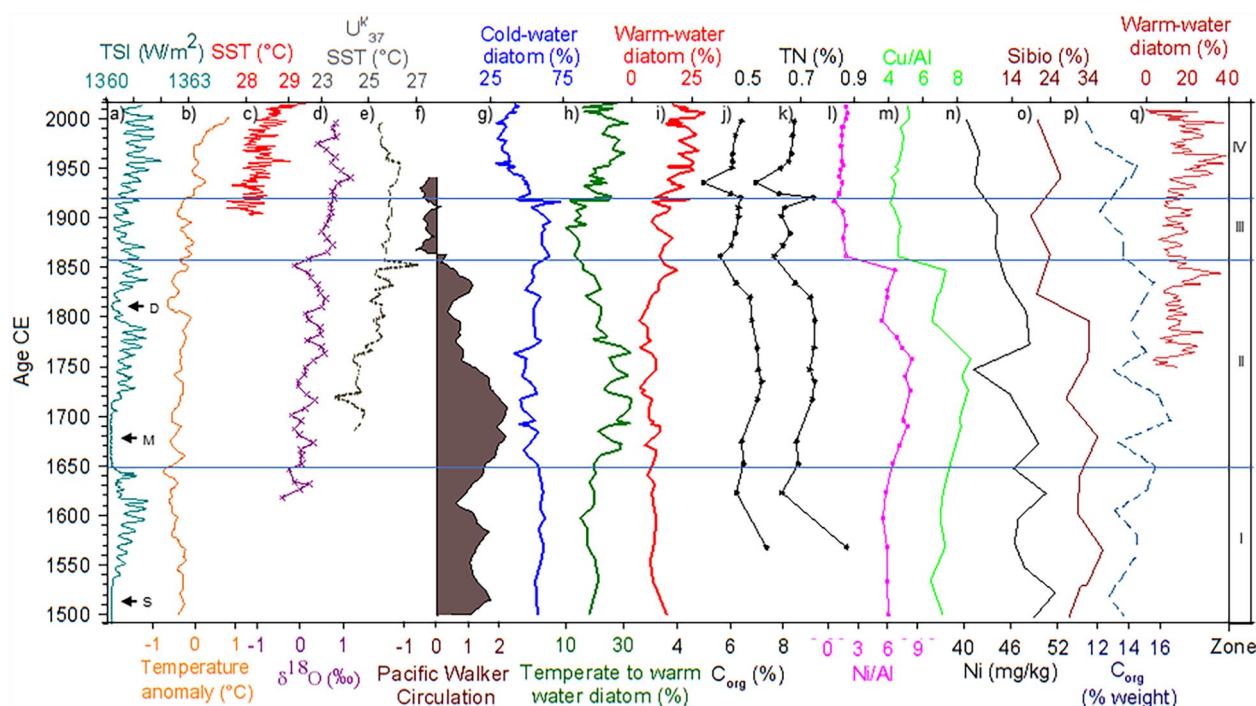 TSI (W/m²) SST (°C) Uᵏ'₃₇ SST (°C) Cold-water diatom (%) Warm-water diatom (%) TN (%) Cu/Al Sibio (%) Warm-water diatom (%)
1360 1363 28 29 23 25 27 25 75 0 25 0.5 0.7 0.9 4 6 8 14 24 34 0 20 40
a) b) c) d) e) f) g) h) i) j) k) l) m) n) o) p) q)
2000
1950
1900
1850
1800
1750
1700
1650
1600
1550
1500
Age CE
D
M
S
IV
III
II
I
-1 0 1 -1 0 1 -1 0 1 2 10 30 4 6 8 0 3 6 9 40 46 52 12 14 16 Zone
Temperature anomaly (°C)
δ¹⁸O (‰)
Pacific Walker Circulation
Temperate to warm water diatom (%)
Corg (%)
Ni/Al
Ni (mg/kg)
Corg (% weight)